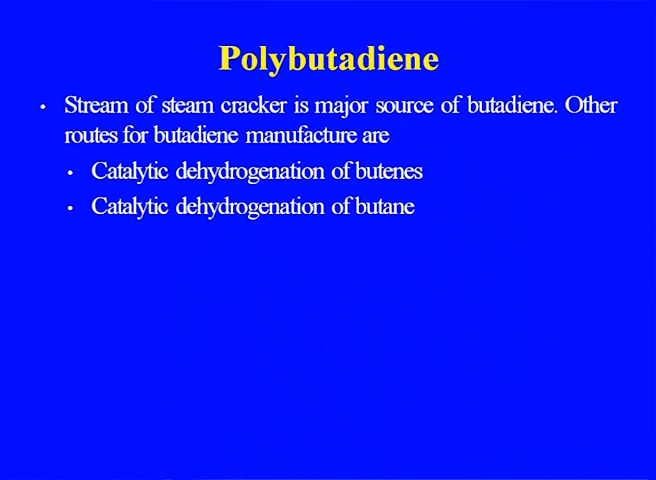 Polybutadiene
• Stream of steam cracker is major source of butadiene. Other
routes for butadiene manufacture are
• Catalytic dehydrogenation of butenes
• Catalytic dehydrogenation of butane